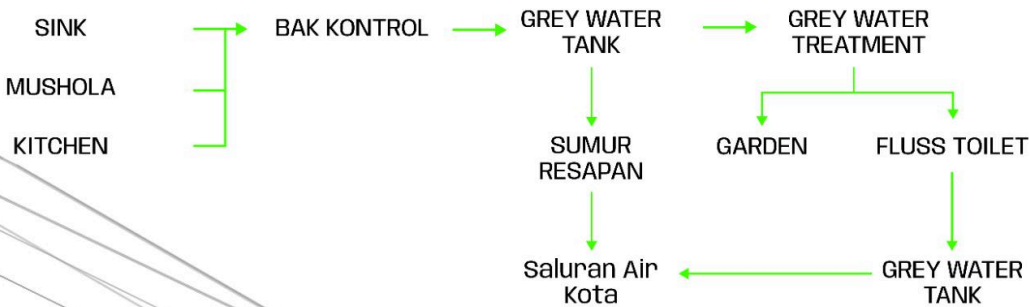 SINK
BAK KONTROL
GREY WATER
TANK
GREY WATER
TREATMENT
MUSHOLA
KITCHEN
SUMUR
RESAPAN
GARDEN
FLUSS TOILET
Saluran Air
Kota
GREY WATER
TANK